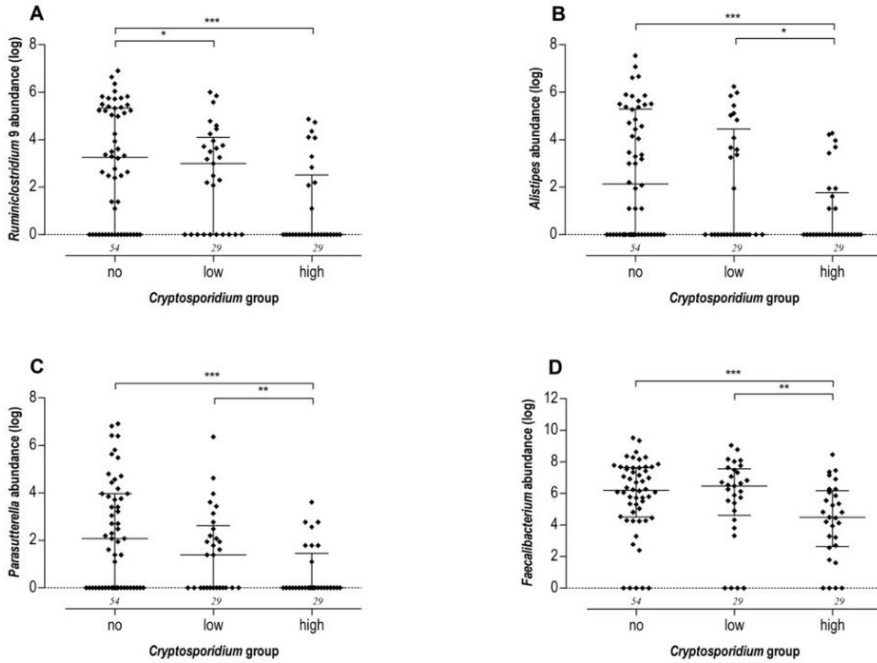 A
***
*
8
6
4
2
0
Ruminiclostridium 9 abundance (log)
54
29
29
no
low
high
Cryptosporidium group
B
***
*
8
6
4
2
0
Alistipes abundance (log)
54
29
29
no
low
high
Cryptosporidium group
C
***
**
8
6
4
2
0
Parasutterella abundance (log)
54
29
29
no
low
high
Cryptosporidium group
D
***
**
12
10
8
6
4
2
0
Faecalibacterium abundance (log)
54
29
29
no
low
high
Cryptosporidium group